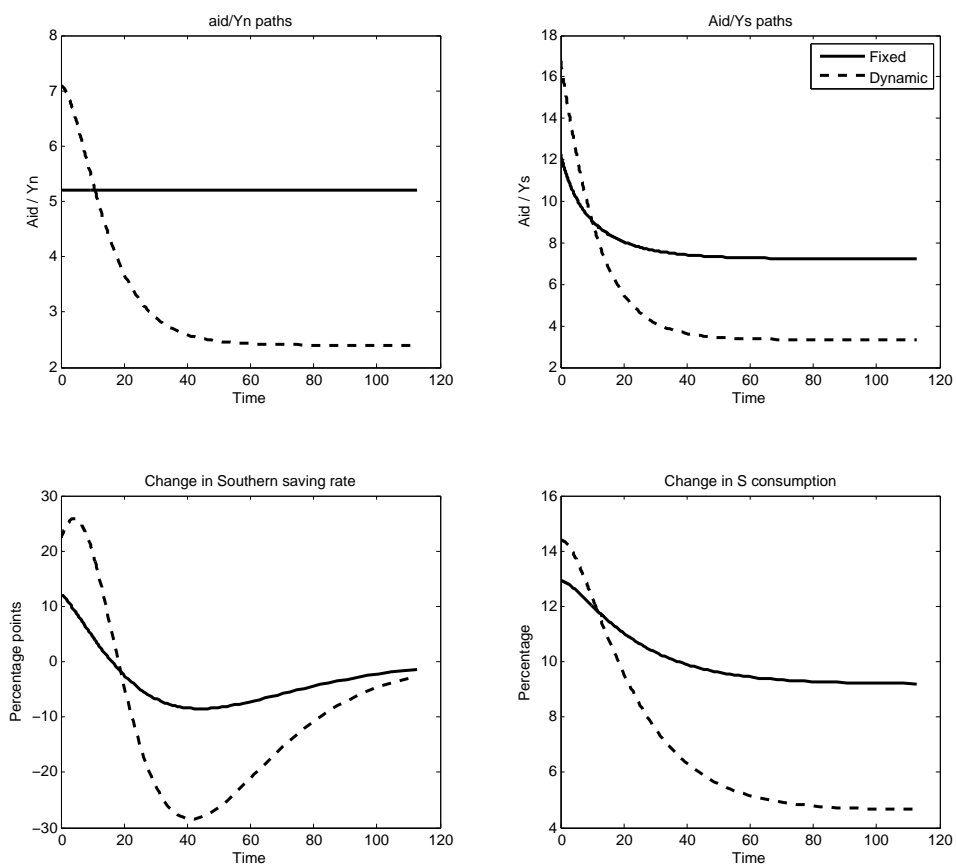 aid/Yn paths
8
7
6
5
4
3
2
Aid / Yn
0 20 40 60 80 100 120
Time
Aid/Ys paths
18
16
14
12
10
8
6
4
2
Aid / Ys
0 20 40 60 80 100 120
Time
Fixed
Dynamic
Change in Southern saving rate
30
20
10
0
−10
−20
−30
Percentage points
0 20 40 60 80 100 120
Time
Change in S consumption
16
14
12
10
8
6
4
Percentage
0 20 40 60 80 100 120
Time